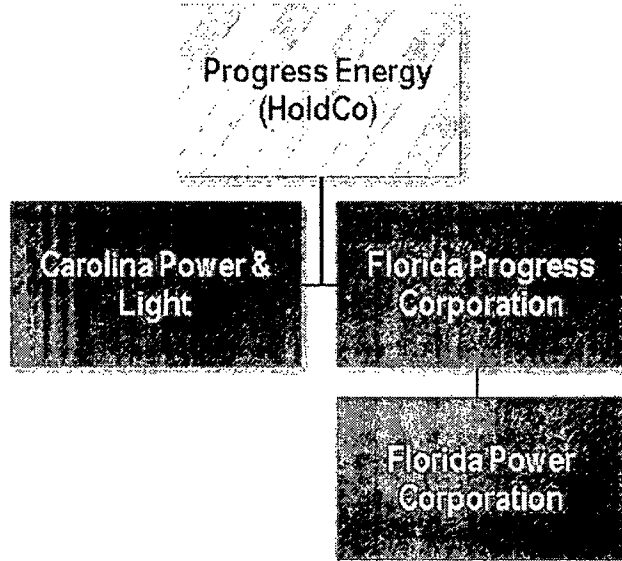 Progress Energy
(HoldCo)
Carolina Power &
Light
Florida Progress
Corporation
Florida Power
Corporation